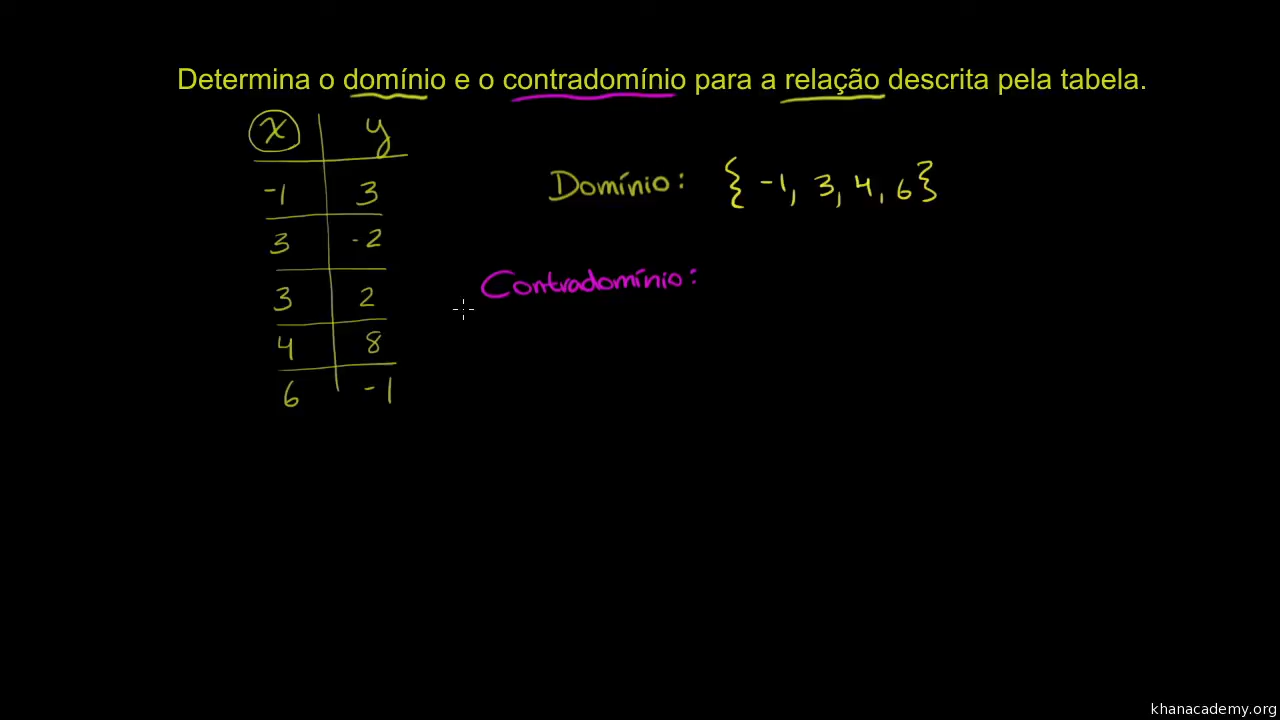 Determina o domínio e o contradomínio para a relação descrita pela tabela.
x y
-1 3
3 -2
3 2
4 8
6 -1
Domínio: { -1, 3, 4, 6}
Contradomínio:
khanacademy.org